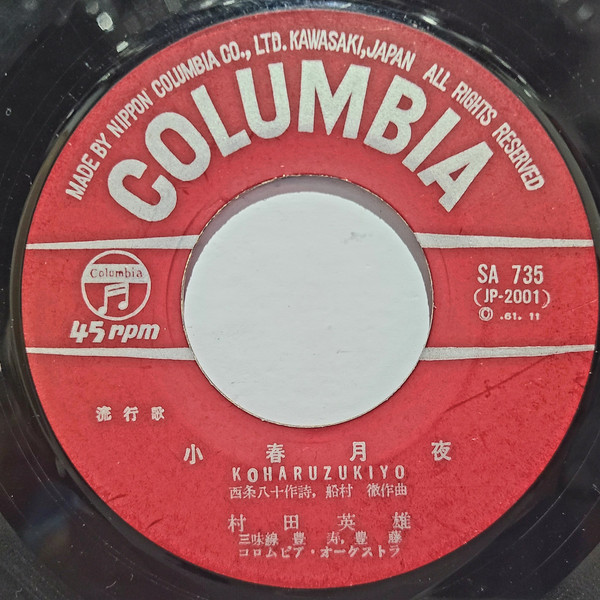 MADE BY NIPPON COLUMBIA CO., LTD. KAWASAKI, JAPAN ALL RIGHTS RESERVED
COLUMBIA
Columbia
45 rpm
SA 735
(JP-2001)
Ⓒ .61. 11
流行歌
小春月夜
KOHARUZUKIYO
西条八十作詩, 船村 徹作曲
村田英雄
三味線 豊 寿, 豊 藤
コロムビア・オーケストラ